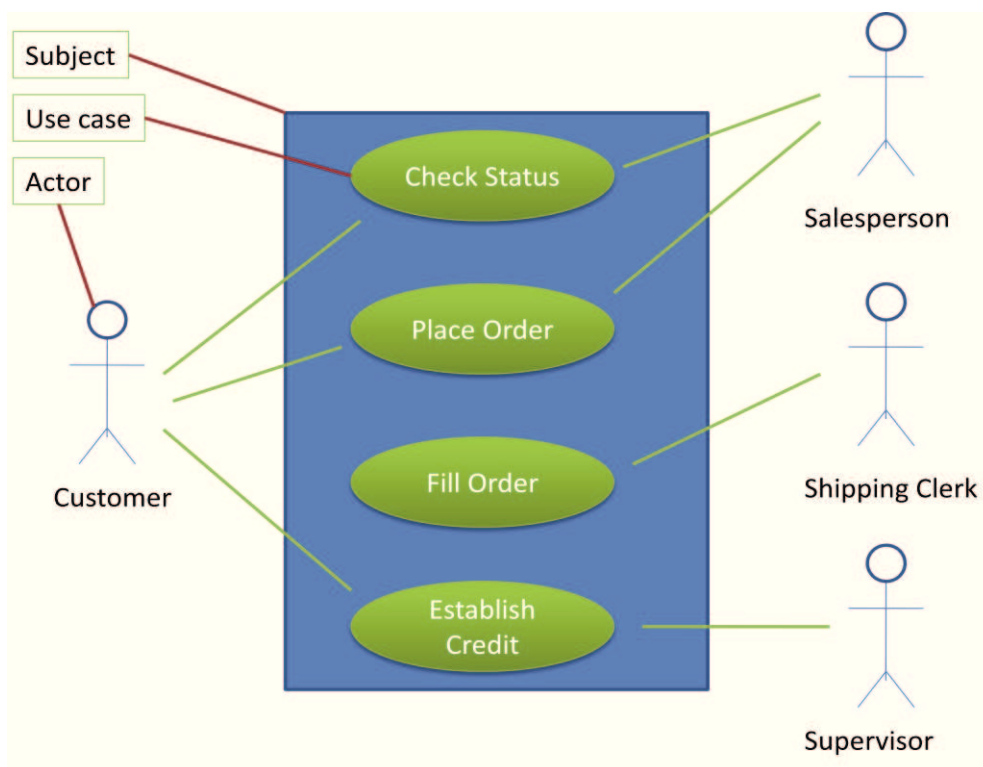 Subject
Use case
Actor
Check Status
Salesperson
Place Order
Customer
Fill Order
Shipping Clerk
Establish
Credit
Supervisor